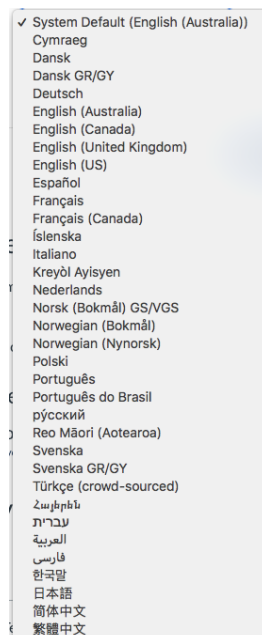 ✓ System Default (English (Australia))
Cymraeg
Dansk
Dansk GR/GY
Deutsch
English (Australia)
English (Canada)
English (United Kingdom)
English (US)
Español
Français
Français (Canada)
Íslenska
Italiano
Kreyòl Ayisyen
Nederlands
Norsk (Bokmål) GS/VGS
Norwegian (Bokmål)
Norwegian (Nynorsk)
Polski
Português
Português do Brasil
рýсский
Reo Māori (Aotearoa)
Svenska
Svenska GR/GY
Türkçe (crowd-sourced)
Հայերեն
עברית
العربية
فارسی
한국말
日本語
简体中文
繁體中文